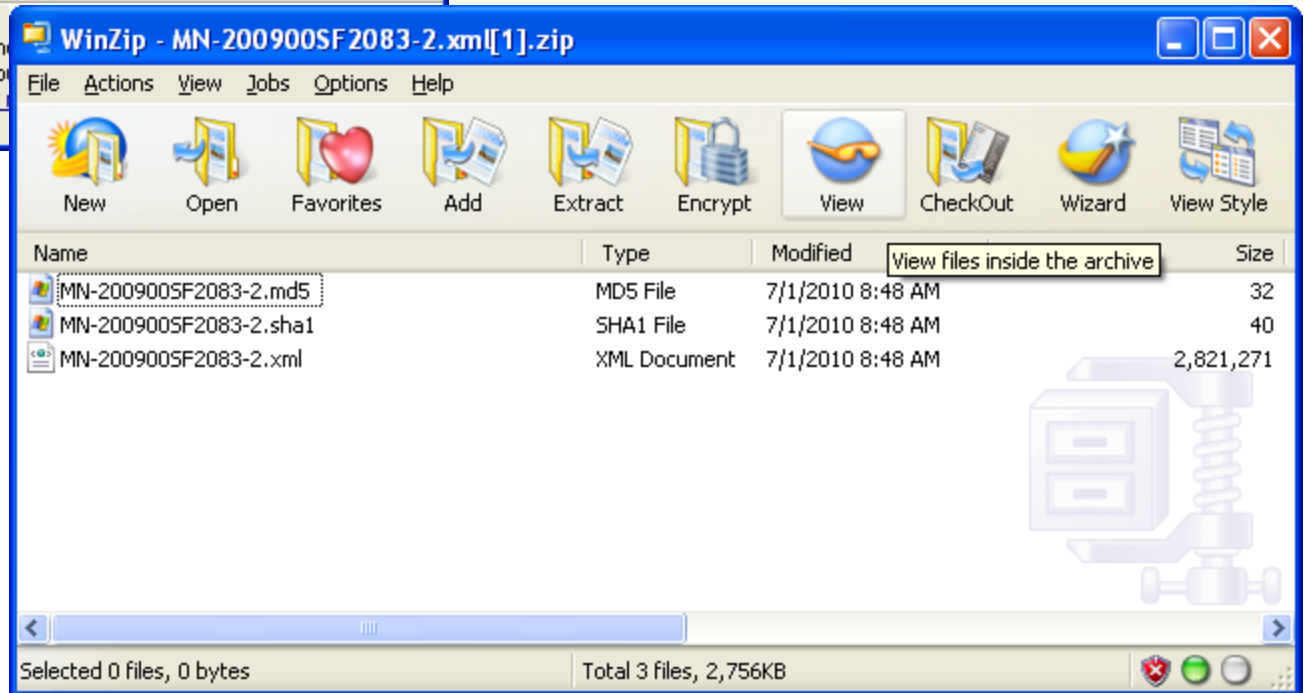 WinZip - MN-200900SF2083-2.xml[1].zip
File Actions View Jobs Options Help
New Open Favorites Add Extract Encrypt View CheckOut Wizard View Style
Name Type Modified Size
View files inside the archive
MN-200900SF2083-2.md5 MD5 File 7/1/2010 8:48 AM 32
MN-200900SF2083-2.sha1 SHA1 File 7/1/2010 8:48 AM 40
MN-200900SF2083-2.xml XML Document 7/1/2010 8:48 AM 2,821,271
Selected 0 files, 0 bytes Total 3 files, 2,756KB